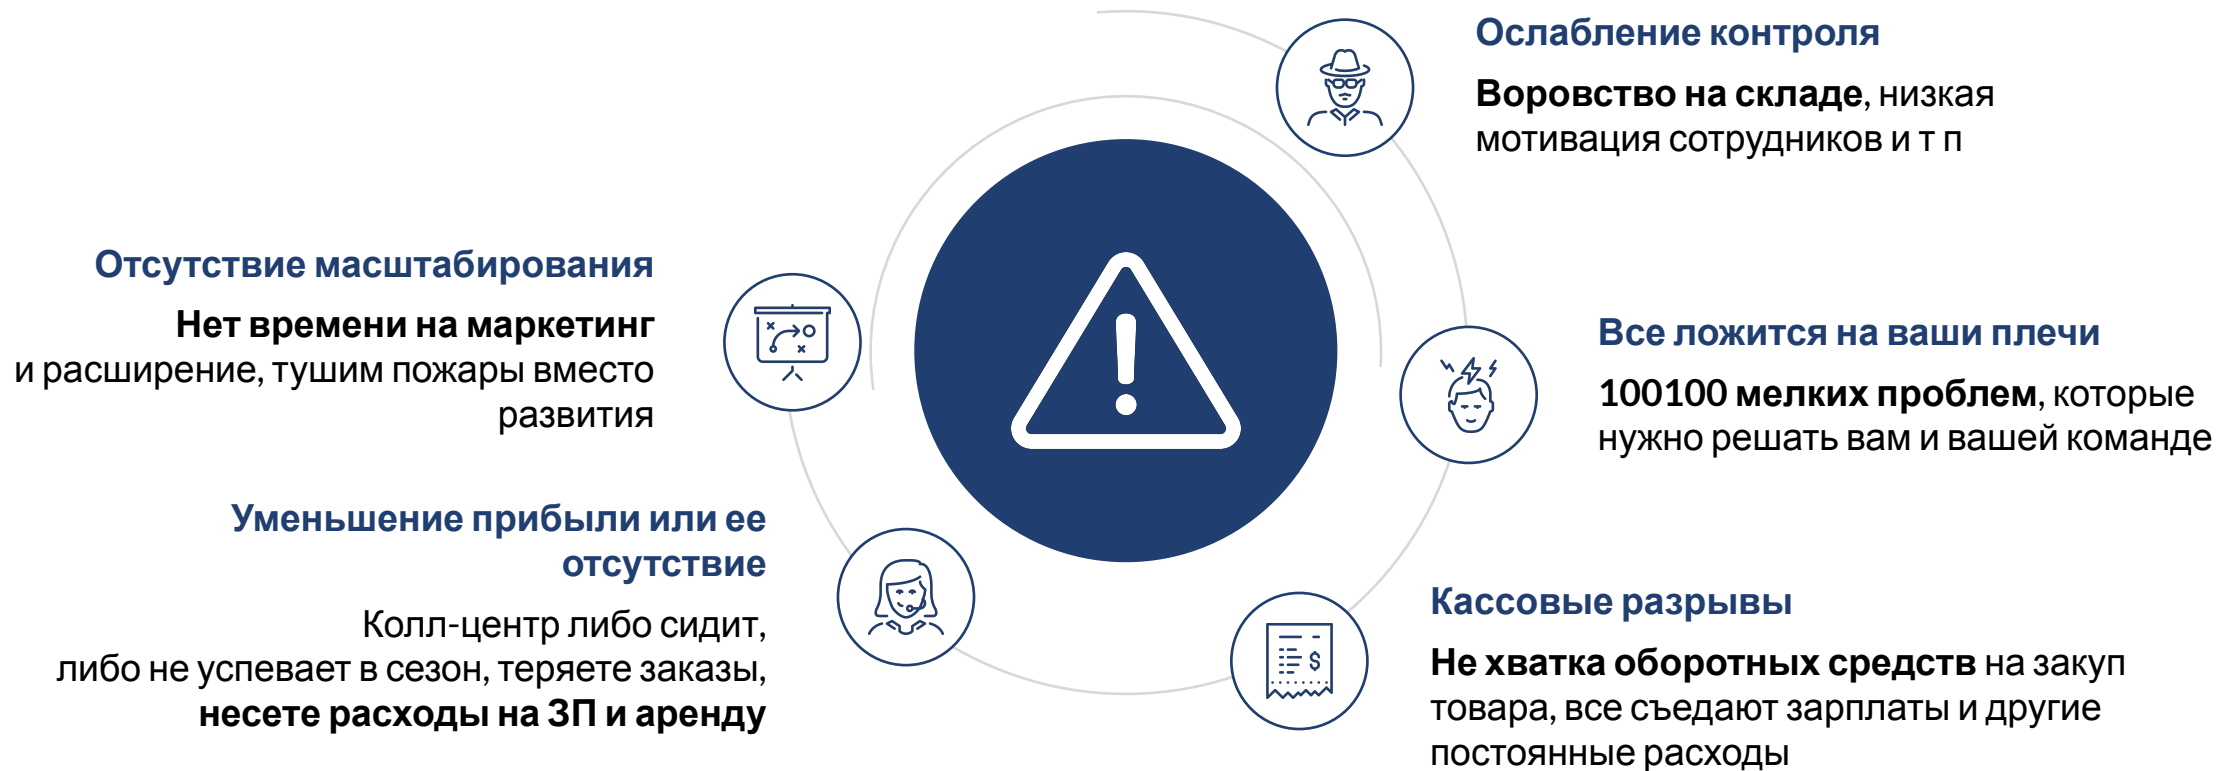 Ослабление контроля
Воровство на складе, низкая
мотивация сотрудников и т п
Отсутствие масштабирования
Нет времени на маркетинг
и расширение, тушим пожары вместо
развития
Все ложится на ваши плечи
100100 мелких проблем, которые
нужно решать вам и вашей команде
Уменьшение прибыли или ее
отсутствие
Колл-центр либо сидит,
либо не успевает в сезон, теряете заказы,
несете расходы на ЗП и аренду
Кассовые разрывы
Не хватка оборотных средств на закуп
товара, все съедают зарплаты и другие
постоянные расходы